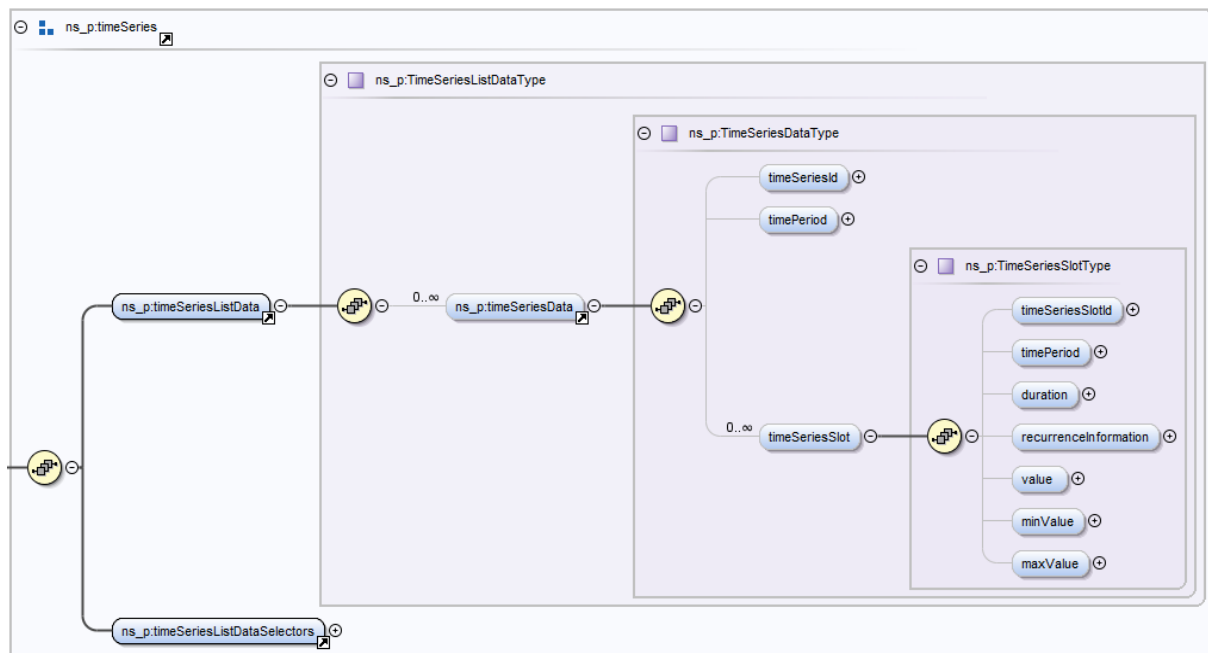 ns_p:timeSeries
ns_p:TimeSeriesListDataType
ns_p:TimeSeriesDataType
timeSeriesId
timePeriod
ns_p:TimeSeriesSlotType
timeSeriesSlotId
ns_p:timeSeriesListData
0..∞
ns_p:timeSeriesData
timePeriod
duration
0..∞
timeSeriesSlot
recurrenceInformation
value
minValue
maxValue
ns_p:timeSeriesListDataSelectors